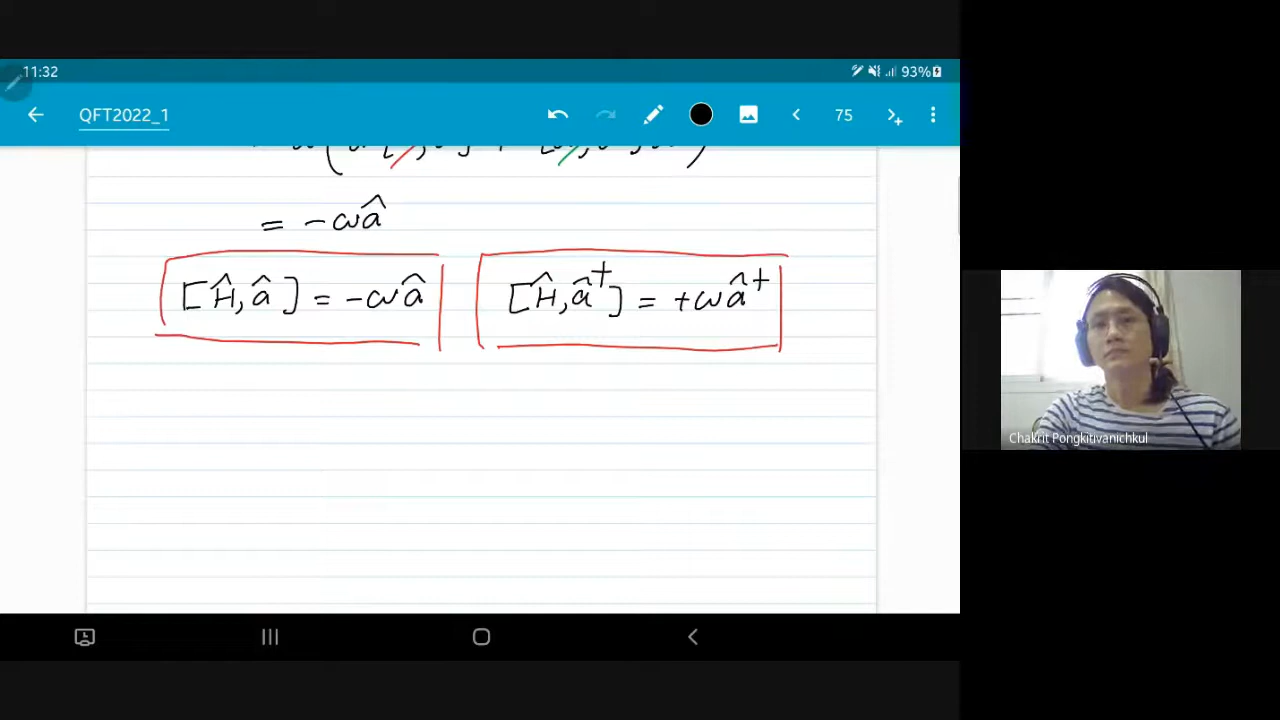 11:32
93%
QFT2022_1
75
= -ωâ
[Ĥ, â] = -ωâ
[Ĥ, â†] = +ωâ†
Chakrit Pongkitivanichkul